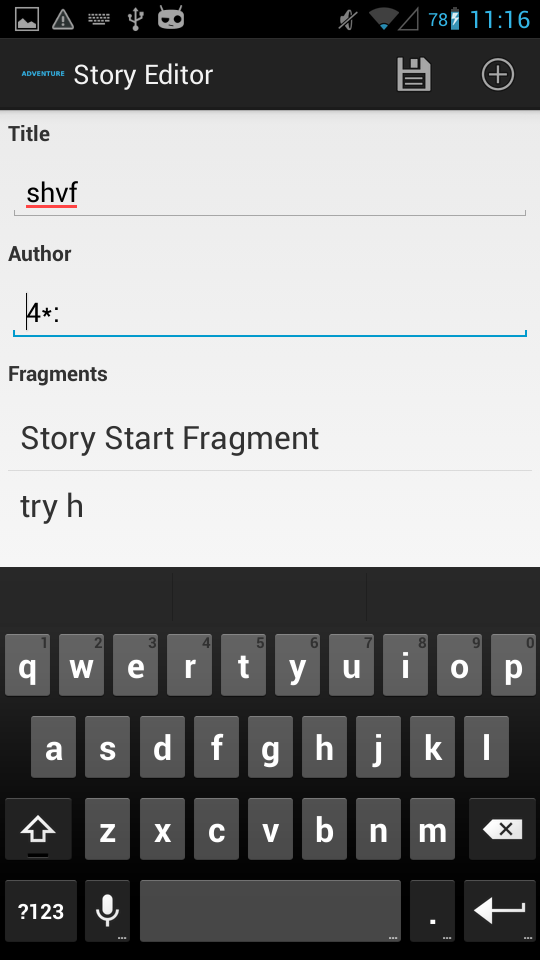 78 11:16
ADVENTURE Story Editor
Title
shvf
Author
4*:
Fragments
Story Start Fragment
try h
1 2 3 4 5 6 7 8 9 0
q w e r t y u i o p
a s d f g h j k l
z x c v b n m
?123 ... . ... ...